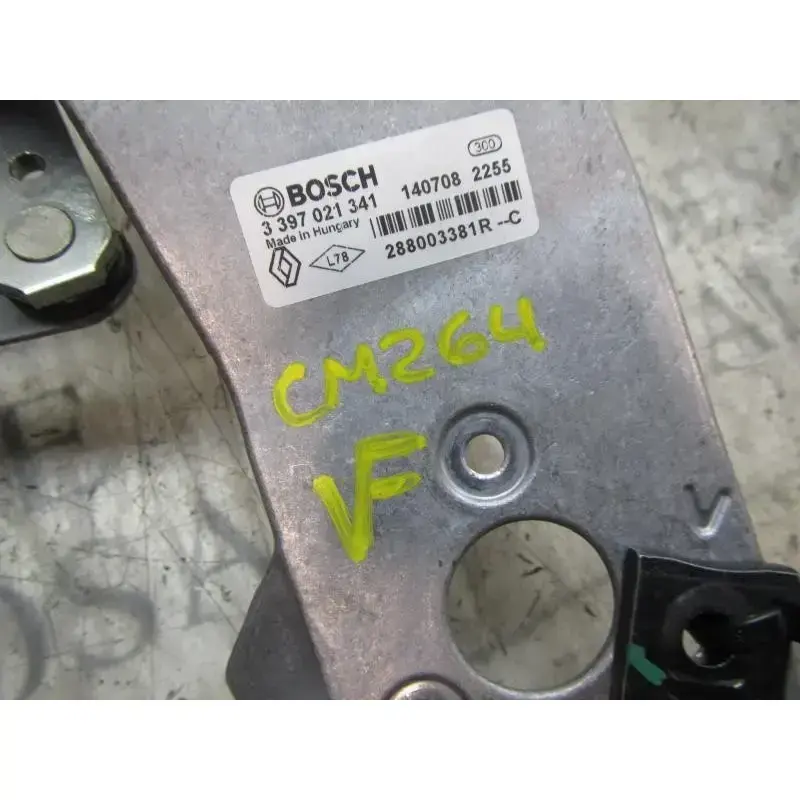 300
BOSCH 140708 2255
3 397 021 341
Made in Hungary
L78 288003381R --C
CM264
VF
V